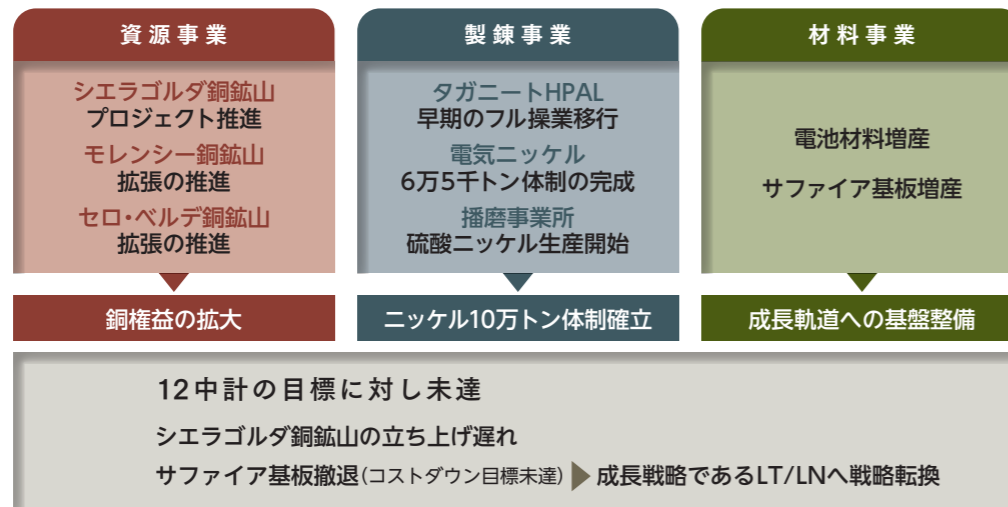 資源事業
シエラゴルダ銅鉱山
プロジェクト推進
モレンシー銅鉱山
拡張の推進
セロ・ベルデ銅鉱山
拡張の推進
銅権益の拡大
製錬事業
タガニートHPAL
早期のフル操業移行
電気ニッケル
6万5千トン体制の完成
播磨事業所
硫酸ニッケル生産開始
ニッケル10万トン体制確立
材料事業
電池材料増産
サファイア基板増産
成長軌道への基盤整備
12中計の目標に対し未達
シエラゴルダ銅鉱山の立ち上げ遅れ
サファイア基板撤退(コストダウン目標未達)▶成長戦略であるLT/LNへ戦略転換